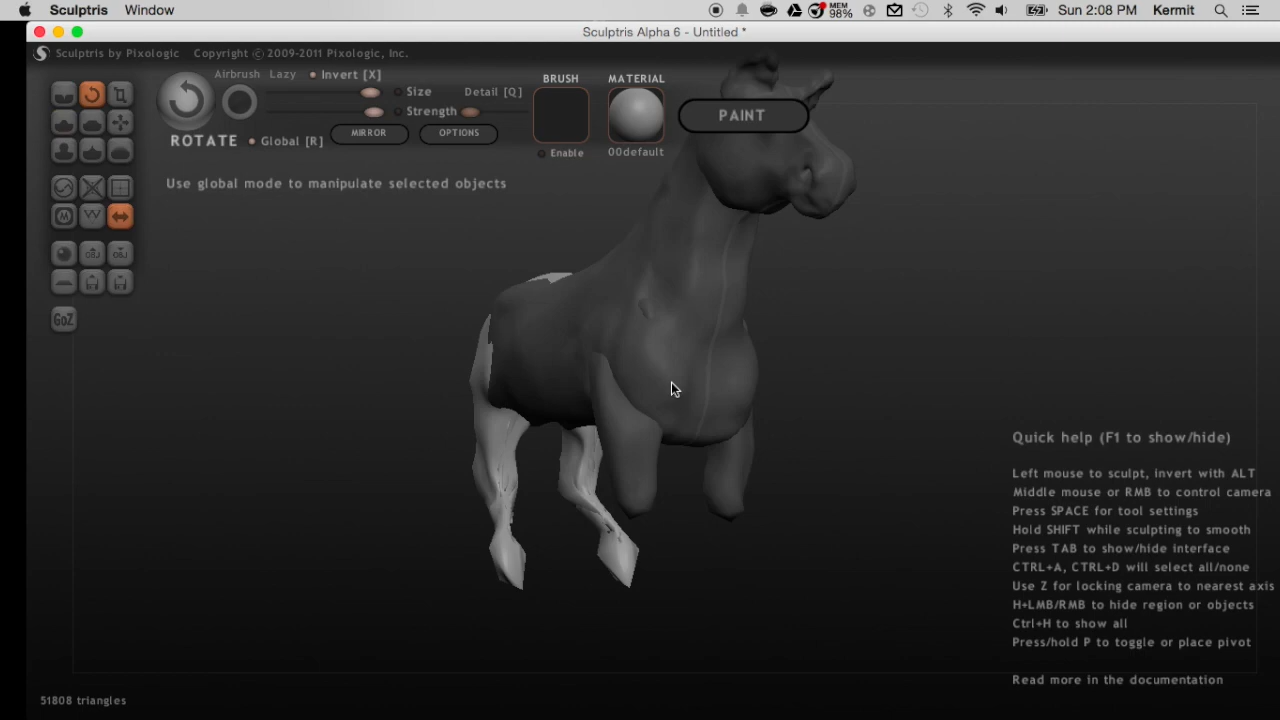 Sculptris Window MEM 98% Sun 2:08 PM Kermit
Sculptris Alpha 6 - Untitled *
Sculptris by Pixologic Copyright © 2009-2011 Pixologic, Inc.
Airbrush Lazy Invert [X]
Size Detail [Q]
Strength
ROTATE Global [R] MIRROR OPTIONS
BRUSH
Enable
MATERIAL
00default
PAINT
Use global mode to manipulate selected objects
OBJ OBJ
GoZ
Quick help (F1 to show/hide)
Left mouse to sculpt, invert with ALT
Middle mouse or RMB to control camera
Press SPACE for tool settings
Hold SHIFT while sculpting to smooth
Press TAB to show/hide interface
CTRL+A, CTRL+D will select all/none
Use Z for locking camera to nearest axis
H+LMB/RMB to hide region or objects
Ctrl+H to show all
Press/hold P to toggle or place pivot
Read more in the documentation
51808 triangles